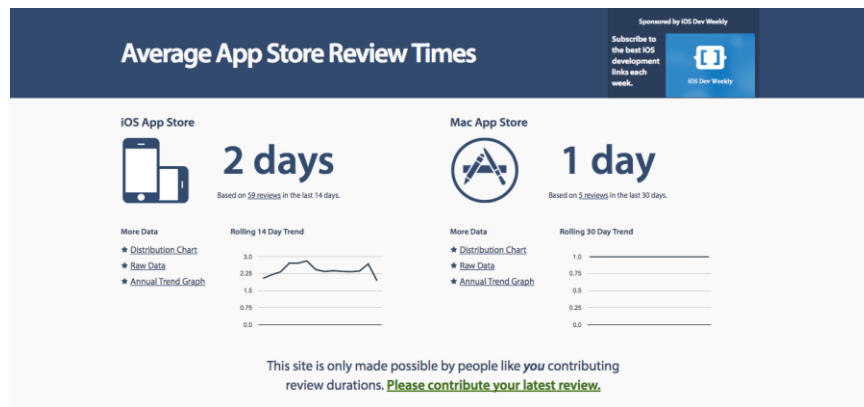 Average App Store Review Times
Sponsored by iOS Dev Weekly
Subscribe to
the best iOS
development
links each
week.
iOS Dev Weekly
iOS App Store
2 days
Based on 59 reviews in the last 14 days.
More Data
★ Distribution Chart
★ Raw Data
★ Annual Trend Graph
Rolling 14 Day Trend
3.0
2.25
1.5
0.75
0.0
Mac App Store
1 day
Based on 5 reviews in the last 30 days.
More Data
★ Distribution Chart
★ Raw Data
★ Annual Trend Graph
Rolling 30 Day Trend
1.0
0.75
0.5
0.25
0.0
This site is only made possible by people like you contributing
review durations. Please contribute your latest review.